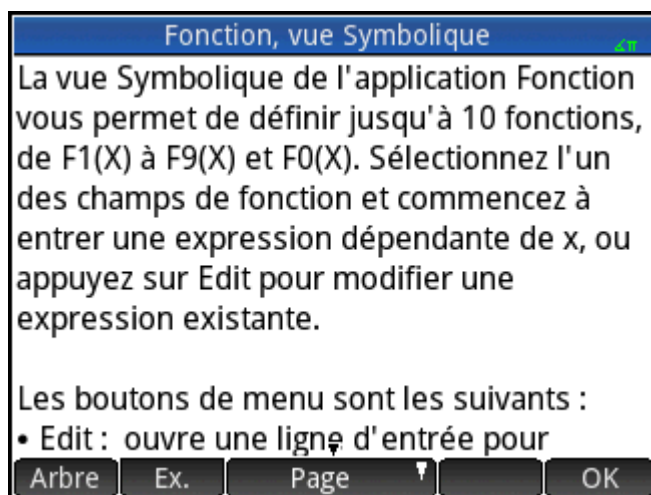 Fonction, vue Symbolique
∡π
La vue Symbolique de l'application Fonction
vous permet de définir jusqu'à 10 fonctions,
de F1(X) à F9(X) et F0(X). Sélectionnez l'un
des champs de fonction et commencez à
entrer une expression dépendante de x, ou
appuyez sur Edit pour modifier une
expression existante.
Les boutons de menu sont les suivants :
• Edit : ouvre une ligne d'entrée pour
Arbre Ex. Page OK